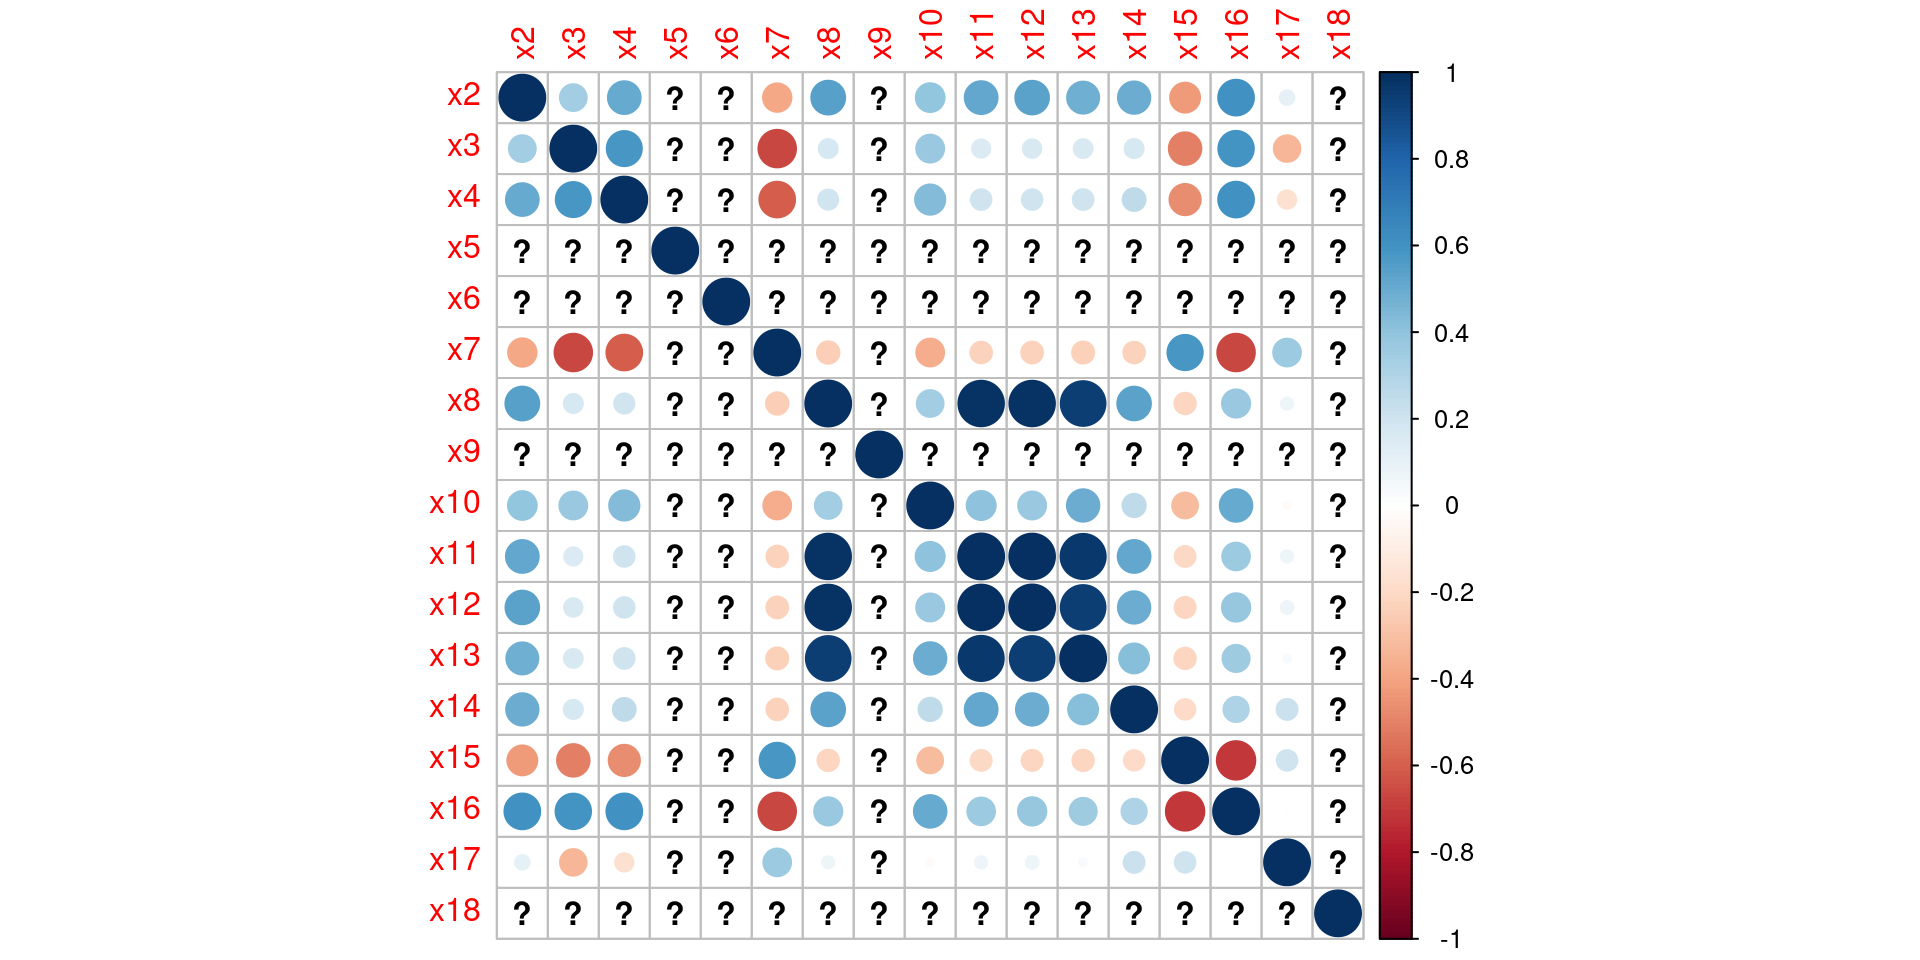 x2 x3 x4 x5 x6 x7 x8 x9 x10 x11 x12 x13 x14 x15 x16 x17 x18
x2 ? ? ? ? 1
x3 ? ? ? ?
x4 ? ? ? ?
x5 ? ? ? ? ? ? ? ? ? ? ? ? ? ? ? ?
x6 ? ? ? ? ? ? ? ? ? ? ? ? ? ? ? ?
x7 ? ? ? ?
x8 ? ? ? ?
x9 ? ? ? ? ? ? ? ? ? ? ? ? ? ? ? ?
x10 ? ? ? ? 0
x11 ? ? ? ?
x12 ? ? ? ?
x13 ? ? ? ?
x14 ? ? ? ?
x15 ? ? ? ?
x16 ? ? ? ?
x17 ? ? ? ?
x18 ? ? ? ? ? ? ? ? ? ? ? ? ? ? ? ?
0.8
0.6
0.4
0.2
-0.2
-0.4
-0.6
-0.8
-1